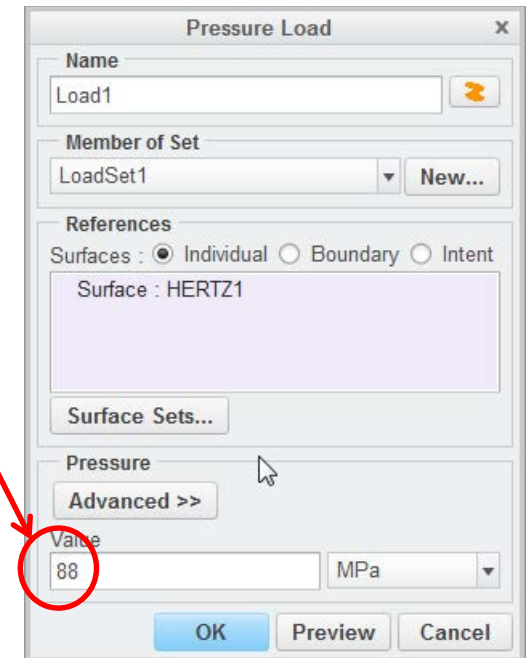 Pressure Load x
Name
Load1
Member of Set
LoadSet1 New...
References
Surfaces : Individual Boundary Intent
Surface : HERTZ1
Surface Sets...
Pressure
Advanced >>
Value
88 MPa
OK Preview Cancel